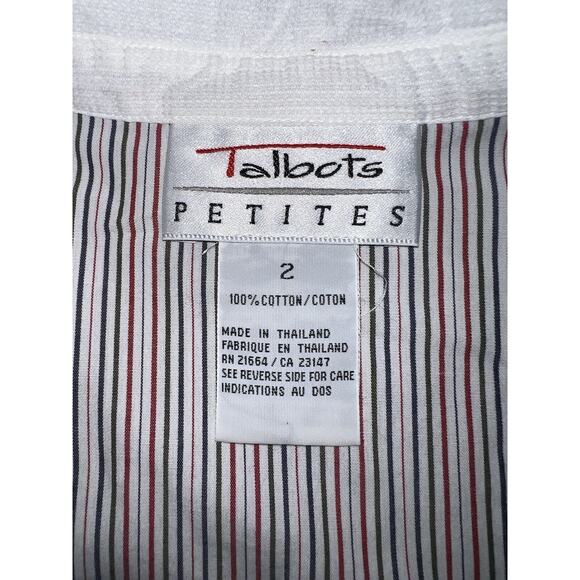 Talbots
PETITES
2
100% COTTON/COTON
MADE IN THAILAND
FABRIQUE EN THAILAND
RN 21664 / CA 23147
SEE REVERSE SIDE FOR CARE
INDICATIONS AU DOS